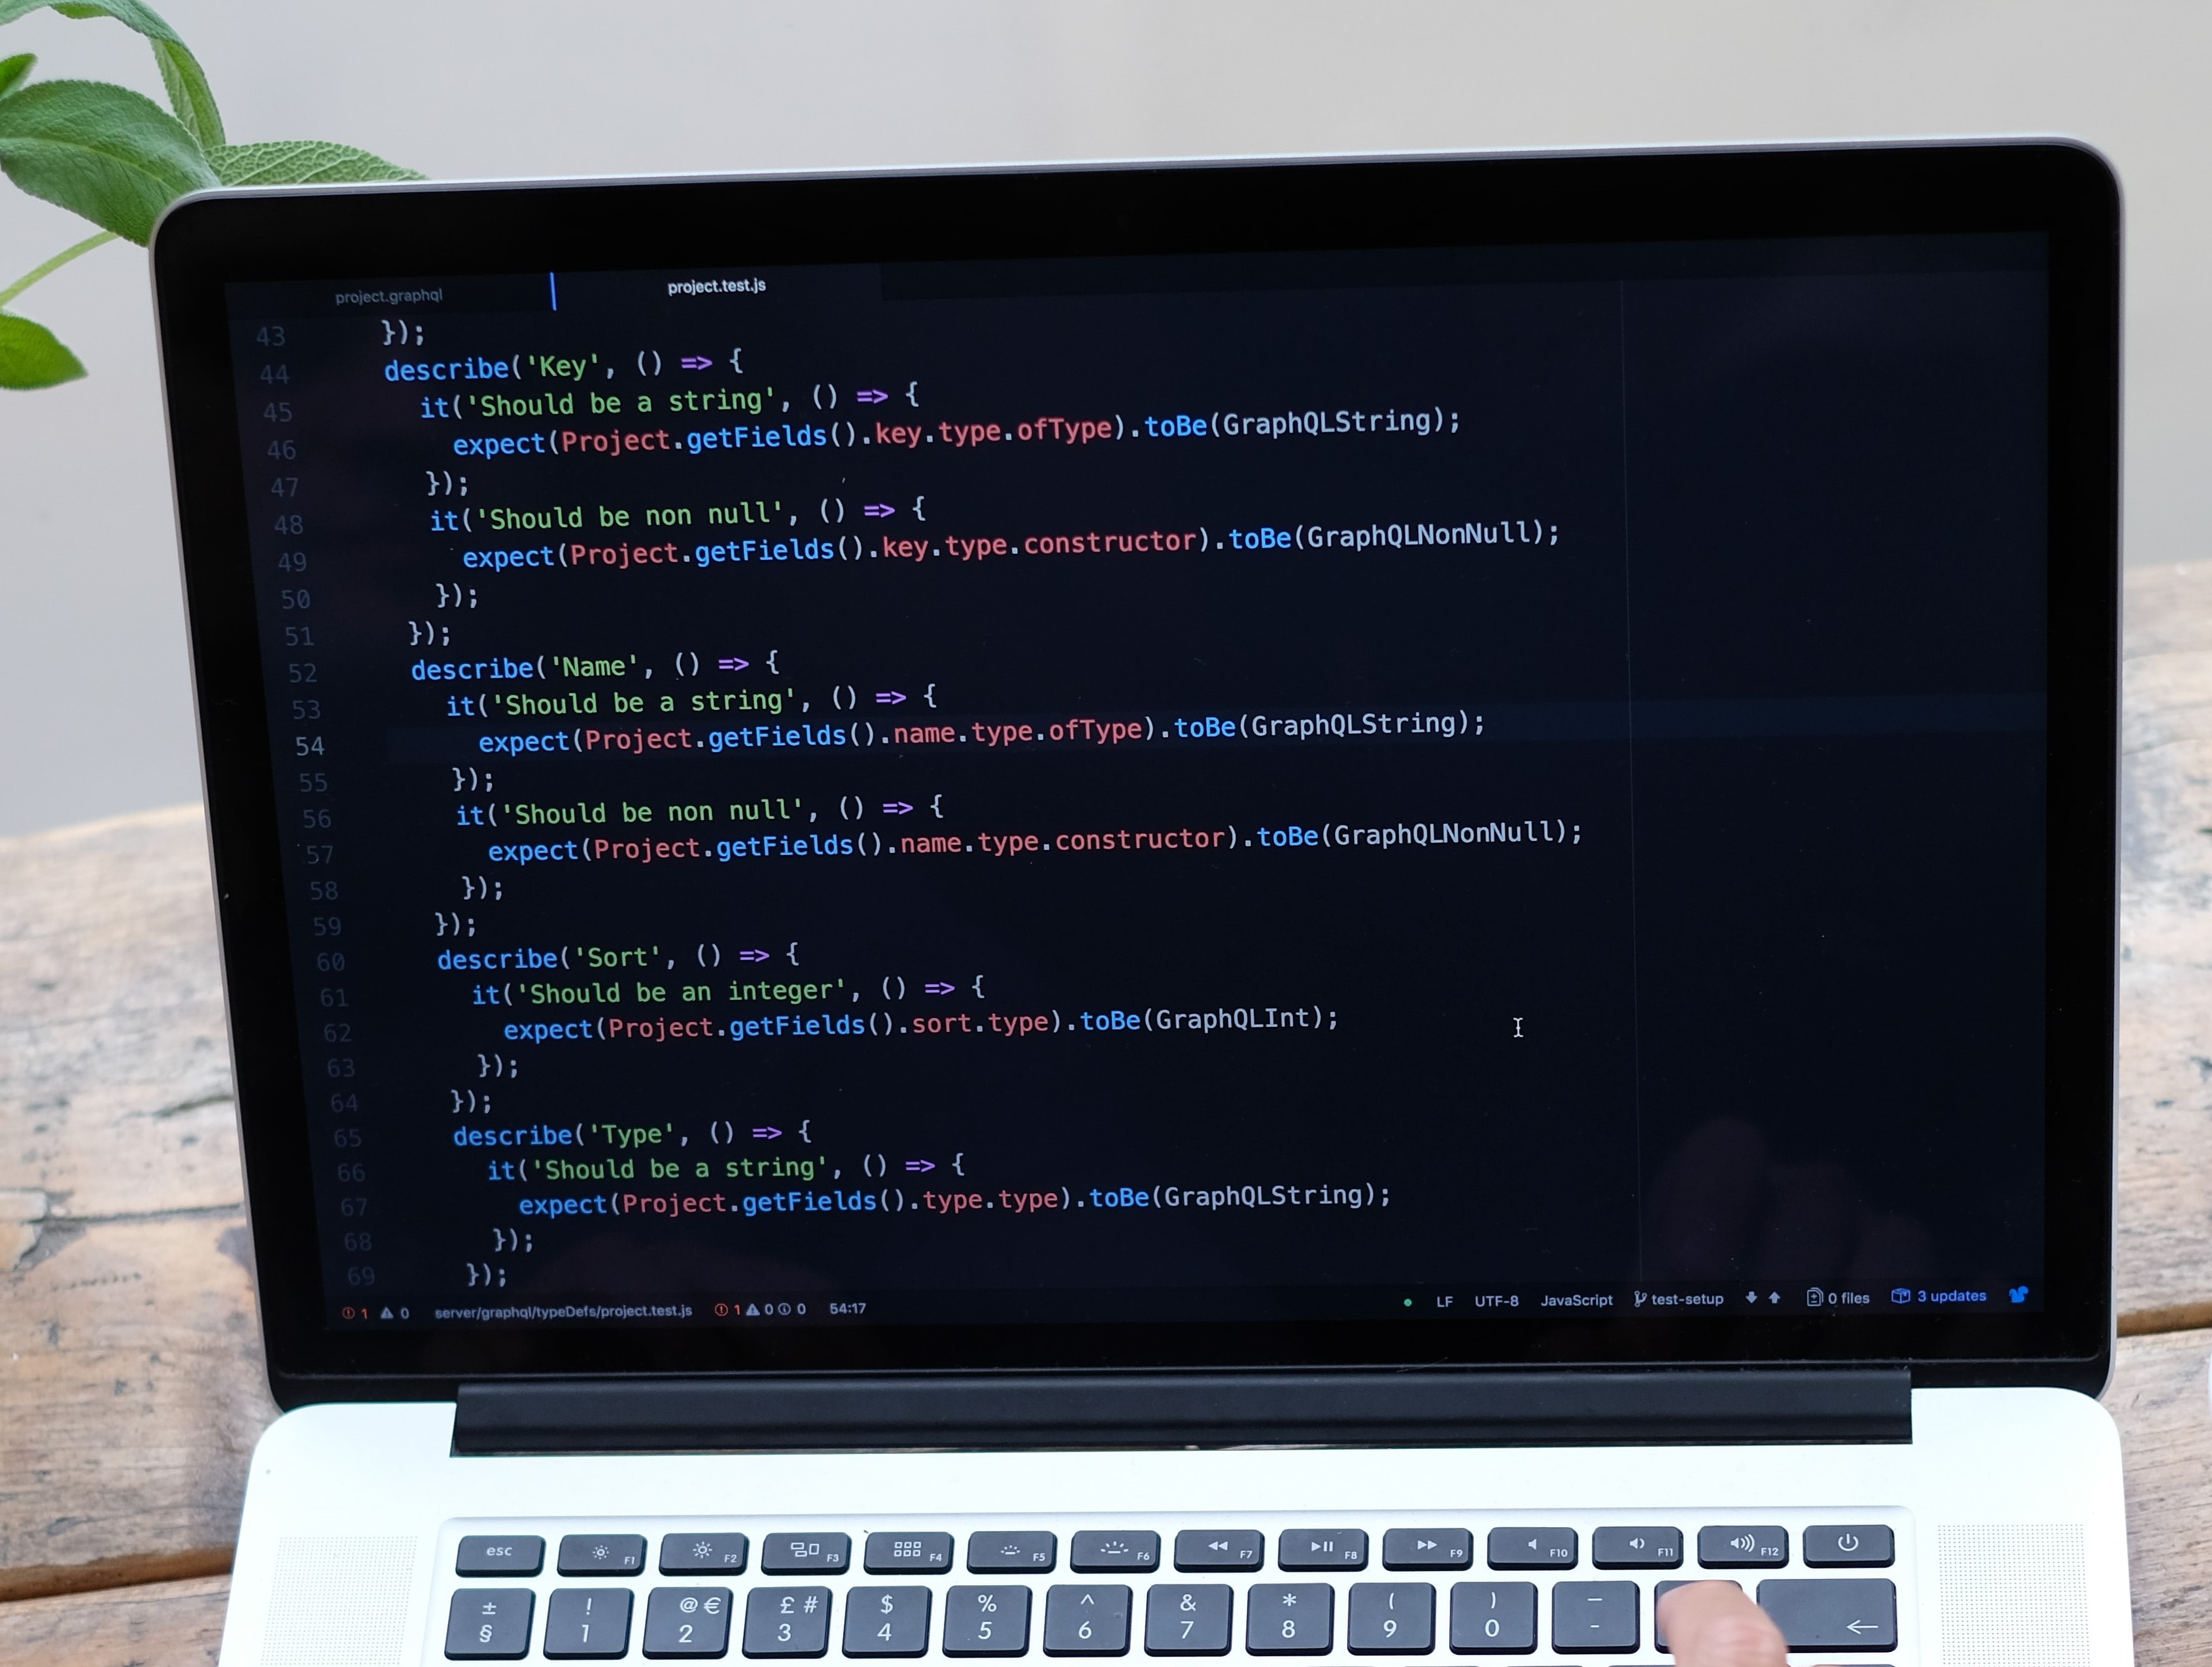 project.graphql project.test.js
43 });
44 describe('Key', () => {
45 it('Should be a string', () => {
46 expect(Project.getFields().key.type.ofType).toBe(GraphQLString);
47 });
48 it('Should be non null', () => {
49 expect(Project.getFields().key.type.constructor).toBe(GraphQLNonNull);
50 });
51 });
52 describe('Name', () => {
53 it('Should be a string', () => {
54 expect(Project.getFields().name.type.ofType).toBe(GraphQLString);
55 });
56 it('Should be non null', () => {
57 expect(Project.getFields().name.type.constructor).toBe(GraphQLNonNull);
58 });
59 });
60 describe('Sort', () => {
61 it('Should be an integer', () => {
62 expect(Project.getFields().sort.type).toBe(GraphQLInt);
63 });
64 });
65 describe('Type', () => {
66 it('Should be a string', () => {
67 expect(Project.getFields().type.type).toBe(GraphQLString);
68 });
69 });
1 0 server/graphql/typeDefs/project.test.js 1 0 0 54:17 LF UTF-8 JavaScript test-setup 0 files 3 updates
esc F1 F2 F3 F4 F5 F6 F7 F8 F9 F10 F11 F12
± ! @ € £ # $ % ^ & * ( ) –
§ 1 2 3 4 5 6 7 8 9 0 -